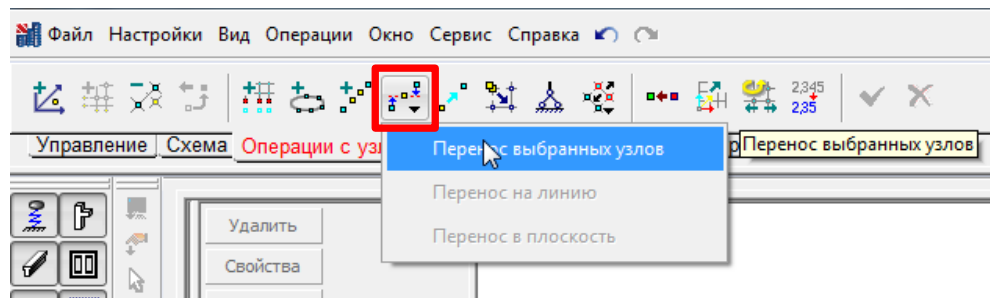 Файл Настройки Вид Операции Окно Сервис Справка
2,345
2,35
Управление Схема Операции с уз
Перенос выбранных узлов
Перенос выбранных узлов
Перенос на линию
Перенос в плоскость
Удалить
Свойства